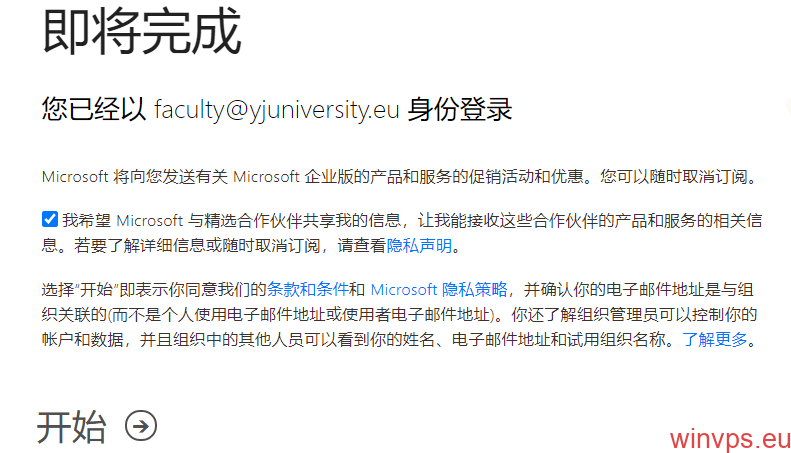 即将完成
您已经以 faculty@yjuniversity.eu 身份登录
Microsoft 将向您发送有关 Microsoft 企业版的产品和服务的促销活动和优惠。您可以随时取消订阅。
我希望 Microsoft 与精选合作伙伴共享我的信息，让我能接收这些合作伙伴的产品和服务的相关信
息。若要了解详细信息或随时取消订阅，请查看隐私声明。
选择“开始”即表示你同意我们的条款和条件和 Microsoft 隐私策略，并确认你的电子邮件地址是与组
织关联的(而不是个人使用电子邮件地址或使用者电子邮件地址)。你还了解组织管理员可以控制你的
帐户和数据，并且组织中的其他人员可以看到你的姓名、电子邮件地址和试用组织名称。了解更多。
开始
winvps.eu